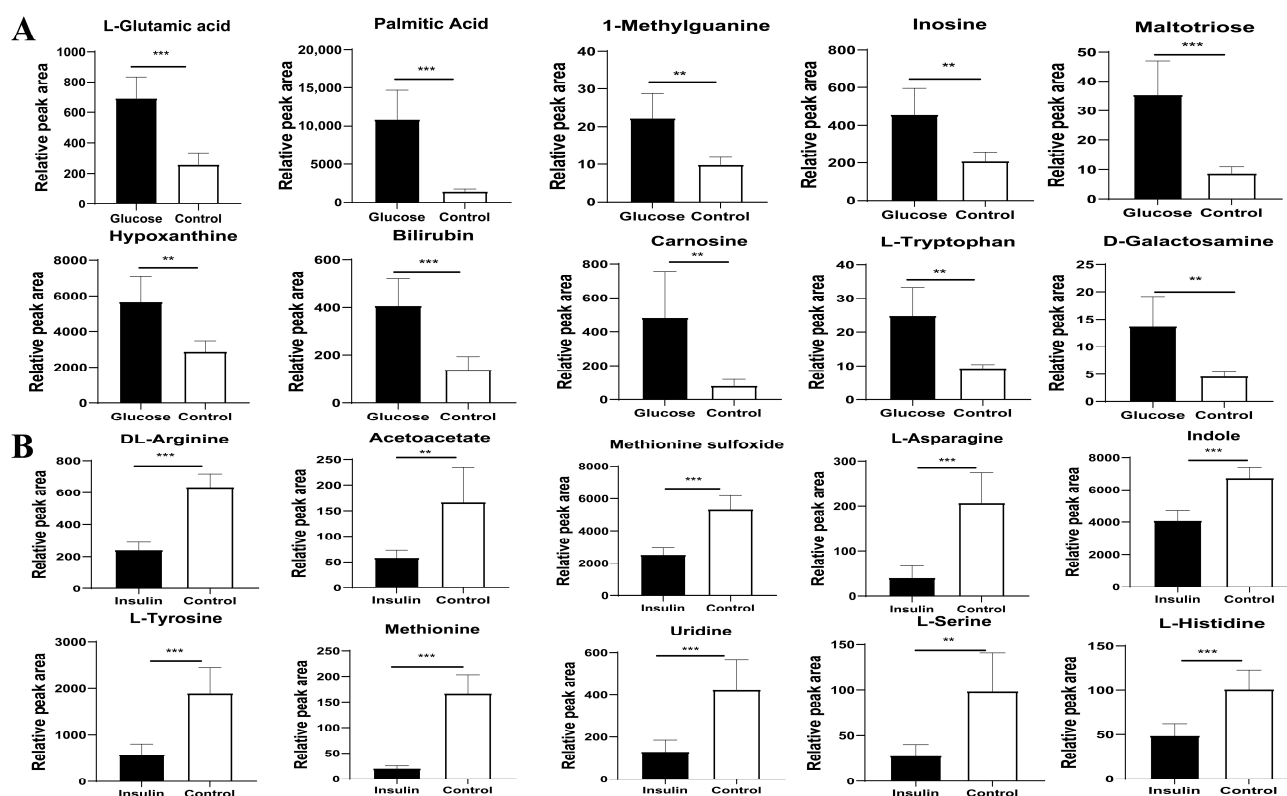 A
L-Glutamic acid
***
Relative peak area
1000
800
600
400
200
0
Glucose Control
Palmitic Acid
***
Relative peak area
20,000
15,000
10,000
5000
0
Glucose Control
1-Methylguanine
**
Relative peak area
40
30
20
10
0
Glucose Control
Inosine
**
Relative peak area
800
600
400
200
0
Glucose Control
Maltotriose
***
Relative peak area
50
40
30
20
10
0
Glucose Control
Hypoxanthine
**
Relative peak area
8000
6000
4000
2000
0
Glucose Control
Bilirubin
***
Relative peak area
600
400
200
0
Glucose Control
Carnosine
**
Relative peak area
800
600
400
200
0
Glucose Control
L-Tryptophan
**
Relative peak area
40
30
20
10
0
Glucose Control
D-Galactosamine
**
Relative peak area
25
20
15
10
5
0
Glucose Control
B
DL-Arginine
***
Relative peak area
800
600
400
200
0
Insulin Control
Acetoacetate
**
Relative peak area
250
200
150
100
50
0
Insulin Control
Methionine sulfoxide
***
Relative peak area
8000
6000
4000
2000
0
Insulin Control
L-Asparagine
***
Relative peak area
300
200
100
0
Insulin Control
Indole
***
Relative peak area
8000
6000
4000
2000
0
Insulin Control
L-Tyrosine
***
Relative peak area
3000
2000
1000
0
Insulin Control
Methionine
***
Relative peak area
250
200
150
100
50
0
Insulin Control
Uridine
***
Relative peak area
600
400
200
0
Insulin Control
L-Serine
**
Relative peak area
150
100
50
0
Insulin Control
L-Histidine
***
Relative peak area
150
100
50
0
Insulin Control